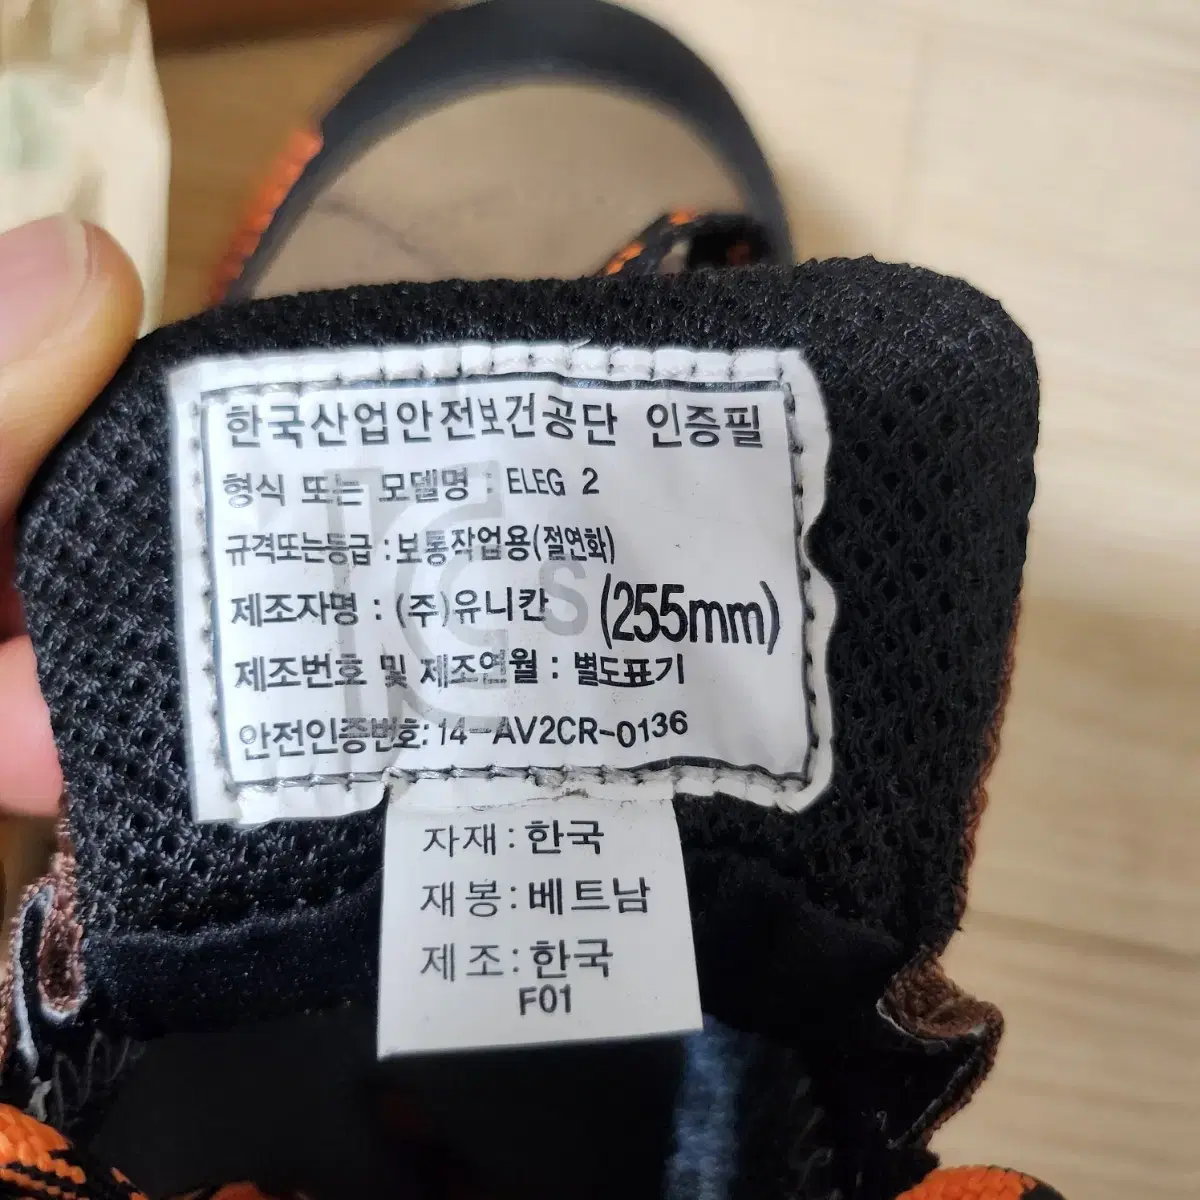 한국산업안전보건공단 인증필
형식 또는 모델명 : ELEG 2
규격또는등급 : 보통작업용(절연화)
제조자명 : (주)유니칸 (255mm)
제조번호 및 제조연월 : 별도표기
안전인증번호: 14-AV2CR-0136
KCs
자재 : 한국
재봉 : 베트남
제조 : 한국
F01